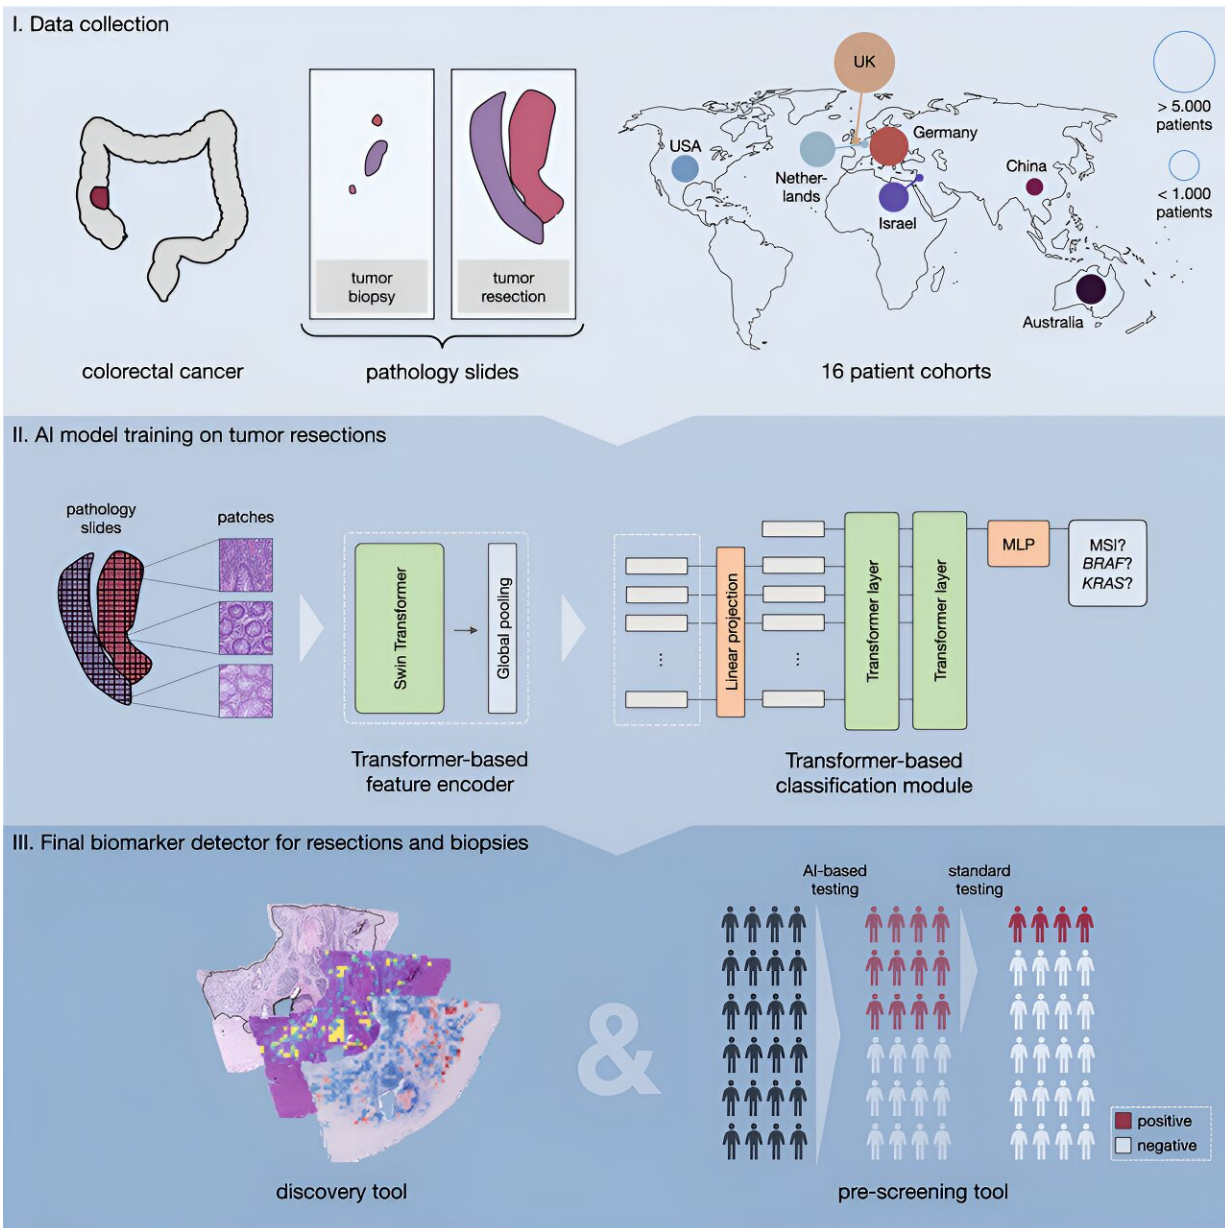 I. Data collection
tumor
biopsy
tumor
resection
colorectal cancer
pathology slides
UK
USA
Nether-
lands
Germany
Israel
China
Australia
> 5.000
patients
< 1.000
patients
16 patient cohorts
II. AI model training on tumor resections
pathology
slides
patches
Swin Transformer
Global pooling
Transformer-based
feature encoder
...
Linear projection
...
Transformer layer
Transformer layer
MLP
MSI?
BRAF?
KRAS?
Transformer-based
classification module
III. Final biomarker detector for resections and biopsies
discovery tool
&
AI-based
testing
standard
testing
positive
negative
pre-screening tool